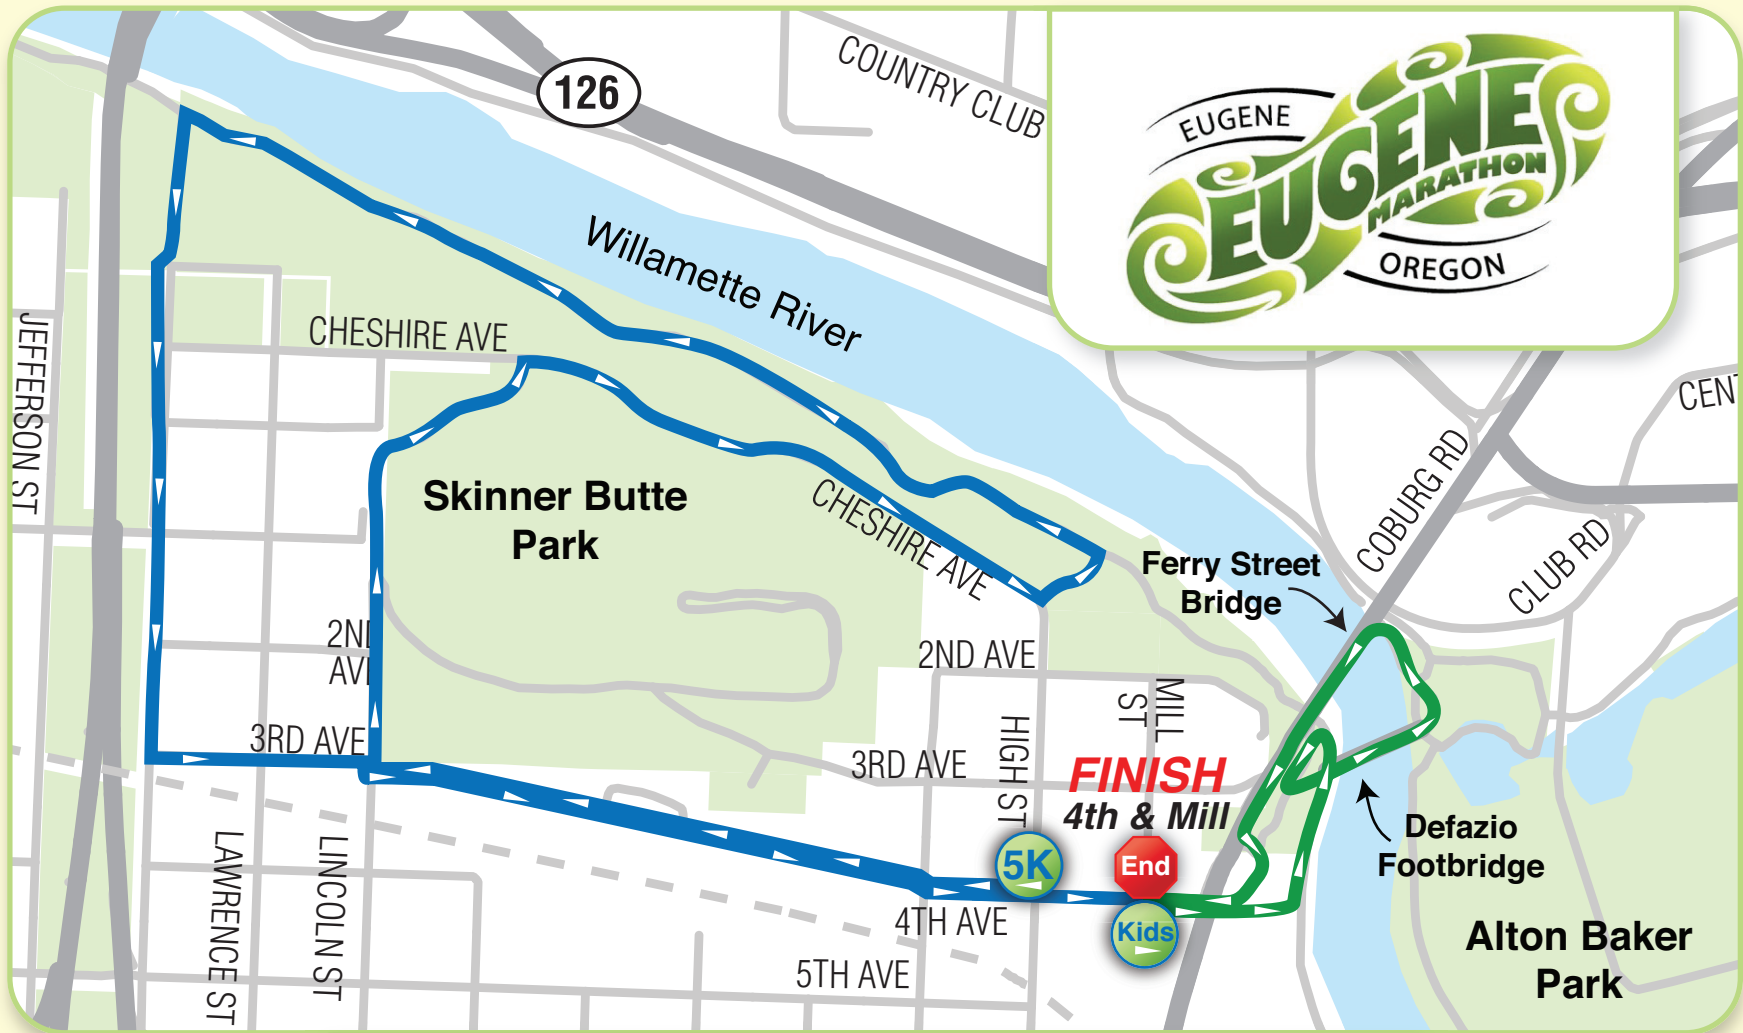 126
COUNTRY CLUB
EUGENE
EUGENE
MARATHON
OREGON
Willamette River
CHESHIRE AVE
JEFFERSON ST
Skinner Butte
Park
CHESHIRE AVE
COBURG RD
CLUB RD
Ferry Street
Bridge
2ND
AVE
2ND AVE
MILL
ST
3RD AVE
HIGH ST
3RD AVE
FINISH
4th & Mill
5K
End
Kids
Defazio
Footbridge
LAWRENCE ST
LINCOLN ST
4TH AVE
5TH AVE
Alton Baker
Park